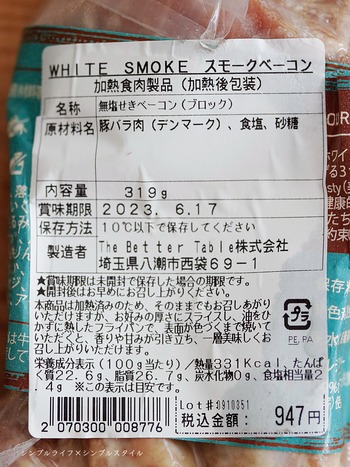 WHITE SMOKE スモークベーコン
加熱食肉製品（加熱後包装）
名称 無塩せきベーコン（ブロック）
原材料名 豚バラ肉（デンマーク）、食塩、砂糖
内容量 319g
賞味期限 2023. 6.17
保存方法 10℃以下で保存してください
製造者 The Better Table株式会社
埼玉県八潮市西袋69-1
★賞味期限は未開封で保存した場合の期限です。
★開封後はお早めにお召し上がりください。
本商品は加熱済みのため、そのままでもお召しあがり
いただけますが、お好みの厚さにスライスし、油をひ
かずに熱したフライパンで、表面が色づくまで焼いて
いただくと、香りや甘みが引き立ち、一層美味しくお
召し上がりいただけます。
栄養成分表示（100g当たり）／熱量331Kcal、たんぱ
く質22.6g、脂質26.7g、炭水化物0g、食塩相当量2
.4g ※この表示は目安です。
PE, PA
Lot#0910351
税込金額: 947円
2070300008776
シンプルライフ×シンプルスタイル